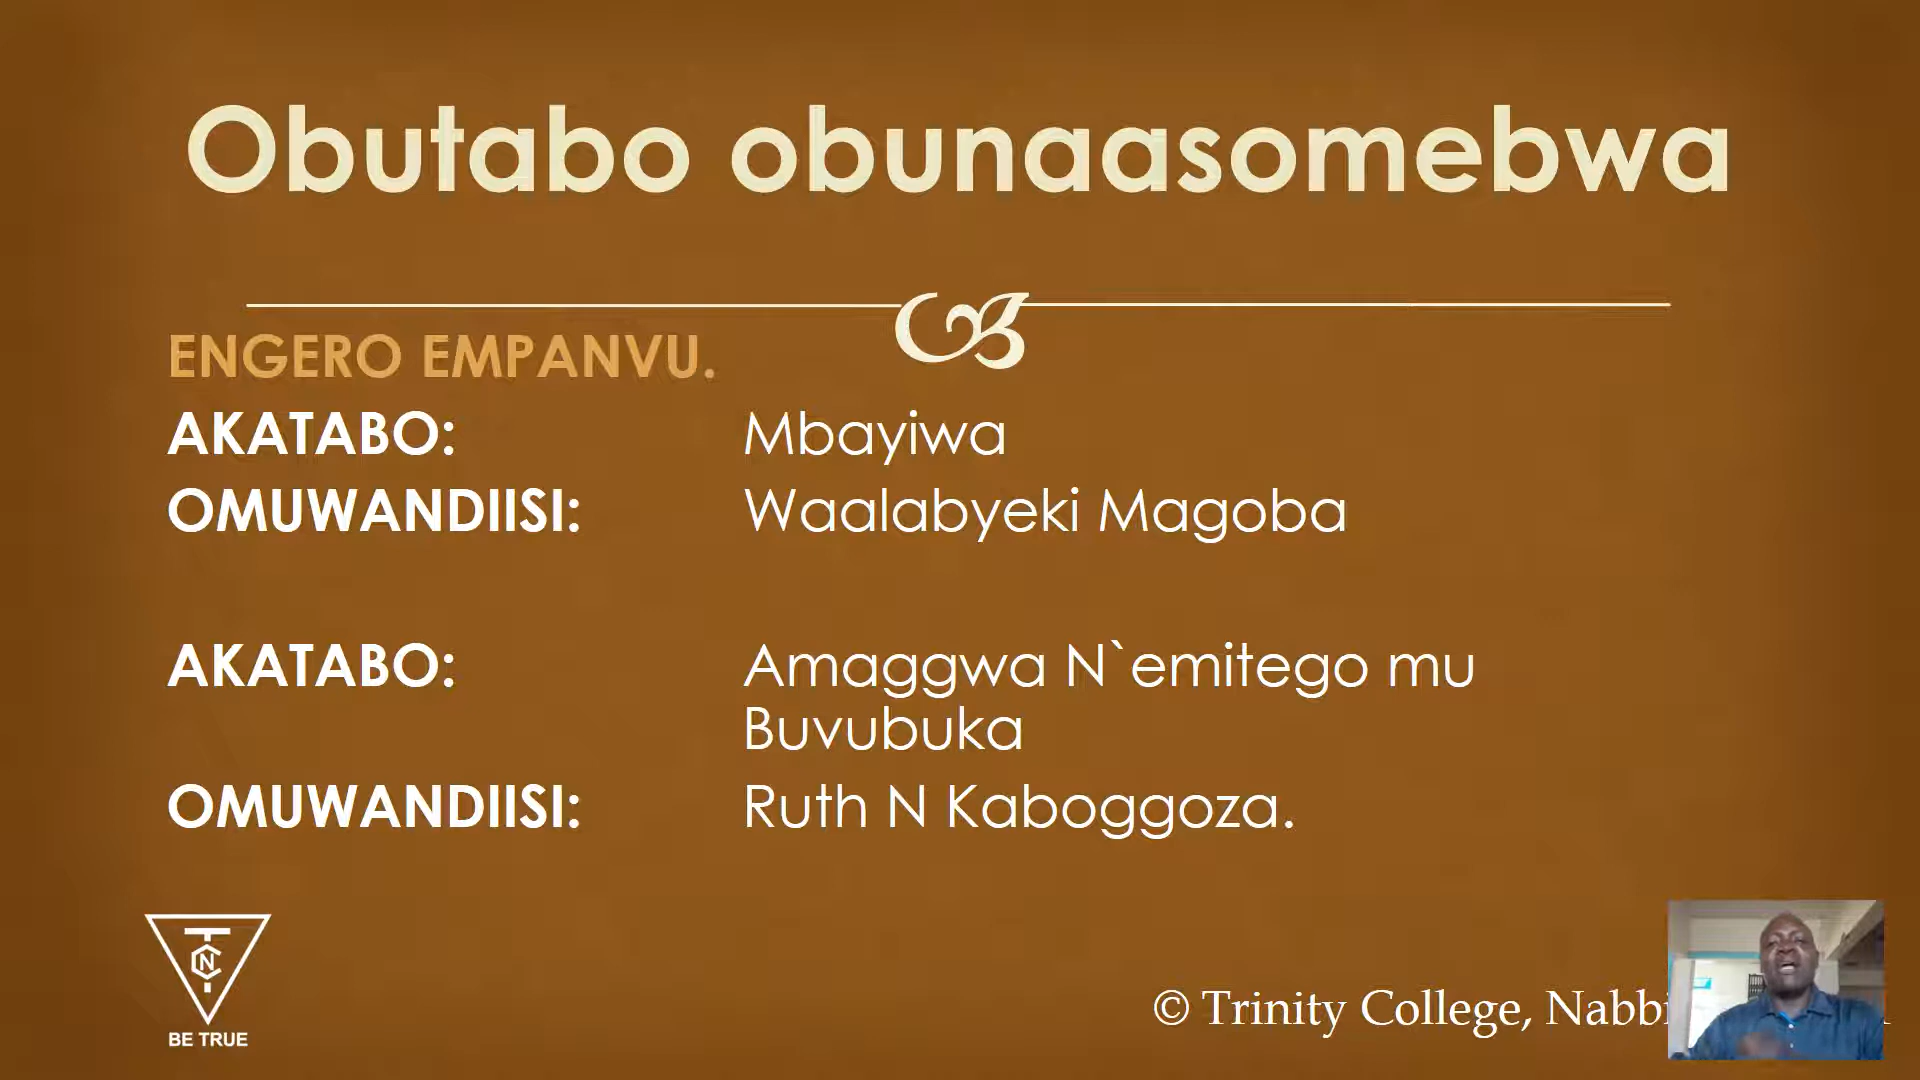 Obutabo obunaasomebwa
ENGERO EMPANVU.
AKATABO: Mbayiwa
OMUWANDIISI: Waalabyeki Magoba
AKATABO: Amaggwa N`emitego mu
Buvubuka
OMUWANDIISI: Ruth N Kaboggoza.
TCN
BE TRUE
© Trinity College,